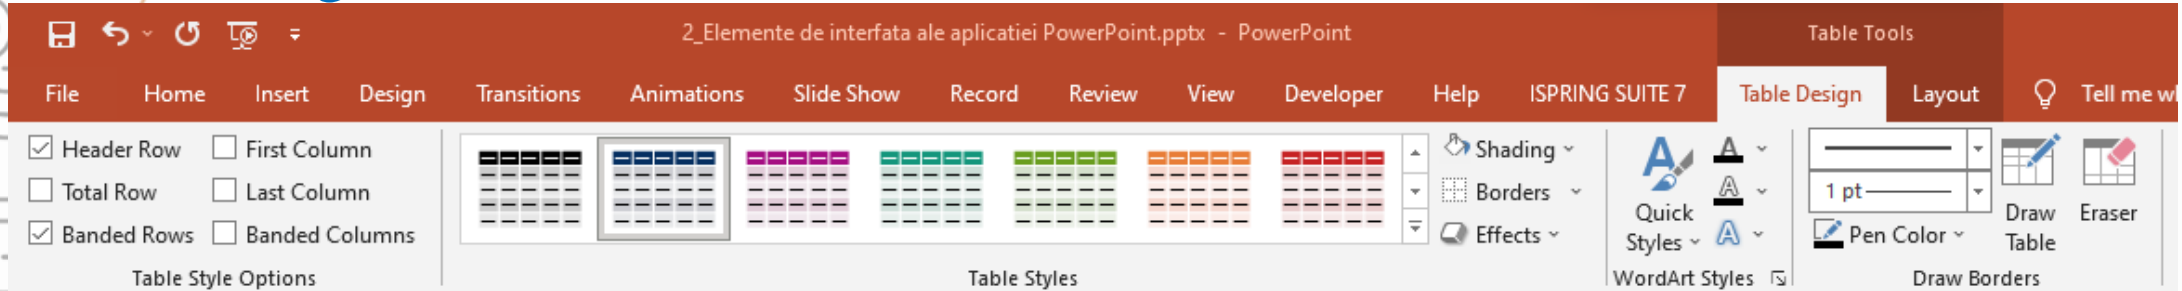 2_Elemente de interfata ale aplicatiei PowerPoint.pptx - PowerPoint
Table Tools
File Home Insert Design Transitions Animations Slide Show Record Review View Developer Help ISPRING SUITE 7 Table Design Layout Tell me
Header Row First Column
Total Row Last Column
Banded Rows Banded Columns
Table Style Options
Table Styles
Shading
Borders
Effects
Quick
Styles
WordArt Styles
1 pt
Pen Color
Draw
Table
Eraser
Draw Borders